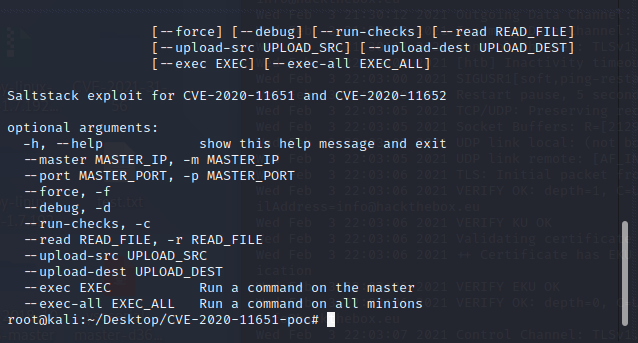 [--force] [--debug] [--run-checks] [--read READ_FILE]
[--upload-src UPLOAD_SRC] [--upload-dest UPLOAD_DEST]
[--exec EXEC] [--exec-all EXEC_ALL]
Saltstack exploit for CVE-2020-11651 and CVE-2020-11652
optional arguments:
-h, --help show this help message and exit
--master MASTER_IP, -m MASTER_IP
--port MASTER_PORT, -p MASTER_PORT
--force, -f
--debug, -d
--run-checks, -c
--read READ_FILE, -r READ_FILE
--upload-src UPLOAD_SRC
--upload-dest UPLOAD_DEST
--exec EXEC Run a command on the master
--exec-all EXEC_ALL Run a command on all minions
root@kali:~/Desktop/CVE-2020-11651-poc#